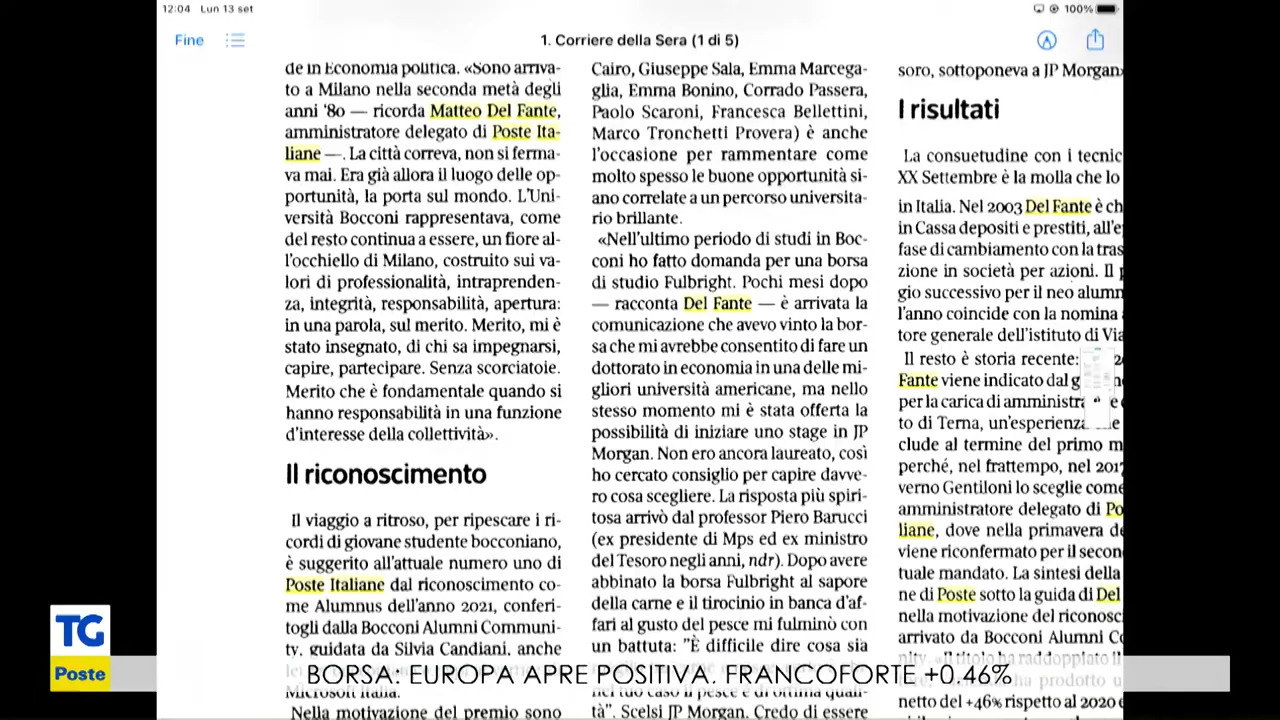 12:04 Lun 13 set
100%
Fine
1. Corriere della Sera (1 di 5)
de in Economia politica. «Sono arriva-
to a Milano nella seconda metà degli
anni '80 — ricorda Matteo Del Fante,
amministratore delegato di Poste Ita-
liane —. La città correva, non si ferma-
va mai. Era già allora il luogo delle op-
portunità, la porta sul mondo. L'Uni-
versità Bocconi rappresentava, come
del resto continua a essere, un fiore al-
l'occhiello di Milano, costruito sui va-
lori di professionalità, intraprenden-
za, integrità, responsabilità, apertura:
in una parola, sul merito. Merito, mi è
stato insegnato, di chi sa impegnarsi,
capire, partecipare. Senza scorciatoie.
Merito che è fondamentale quando si
hanno responsabilità in una funzione
d'interesse della collettività».
Il riconoscimento
Il viaggio a ritroso, per ripescare i ri-
cordi di giovane studente bocconiano,
è suggerito all'attuale numero uno di
Poste Italiane dal riconoscimento co-
me Alumnus dell'anno 2021, conferi-
togli dalla Bocconi Alumni Communi-
ty, guidata da Silvia Candiani, anche
Microsoft Italia.
Nella motivazione del premio sono
Cairo, Giuseppe Sala, Emma Marcega-
glia, Emma Bonino, Corrado Passera,
Paolo Scaroni, Francesca Bellettini,
Marco Tronchetti Provera) è anche
l'occasione per rammentare come
molto spesso le buone opportunità si-
ano correlate a un percorso universita-
rio brillante.
«Nell'ultimo periodo di studi in Boc-
coni ho fatto domanda per una borsa
di studio Fulbright. Pochi mesi dopo
— racconta Del Fante — è arrivata la
comunicazione che avevo vinto la bor-
sa che mi avrebbe consentito di fare un
dottorato in economia in una delle mi-
gliori università americane, ma nello
stesso momento mi è stata offerta la
possibilità di iniziare uno stage in JP
Morgan. Non ero ancora laureato, così
ho cercato consiglio per capire davve-
ro cosa scegliere. La risposta più spiri-
tosa arrivò dal professor Piero Barucci
(ex presidente di Mps ed ex ministro
del Tesoro negli anni, ndr). Dopo avere
abbinato la borsa Fulbright al sapore
della carne e il tirocinio in banca d'af-
fari al gusto del pesce mi fulminò con
un battuta: "È difficile dire cosa sia
nel tuo caso il pesce è di ottima quali-
tà". Scelsi JP Morgan. Credo di essere
soro, sottoponeva a JP Morgan»
I risultati
La consuetudine con i tecnic
XX Settembre è la molla che lo
in Italia. Nel 2003 Del Fante è ch
in Cassa depositi e prestiti, all'e
fase di cambiamento con la tras
zione in società per azioni. Il p
gio successivo per il neo alumn
l'anno coincide con la nomina
tore generale dell'istituto di Via
Il resto è storia recente:
Fante viene indicato dal g
per la carica di amministra
to di Terna, un'esperienza
clude al termine del primo m
perché, nel frattempo, nel 2017
verno Gentiloni lo sceglie come
amministratore delegato di Po
liane, dove nella primavera de
viene riconfermato per il secon
tuale mandato. La sintesi della
ne di Poste sotto la guida di Del
nella motivazione del riconosc
arrivato da Bocconi Alumni Co
nity. «Il titolo ha raddoppiato il
ha prodotto u
netto del +46% rispetto al 2020 e
TG
Poste
BORSA: EUROPA APRE POSITIVA. FRANCOFORTE +0.46%